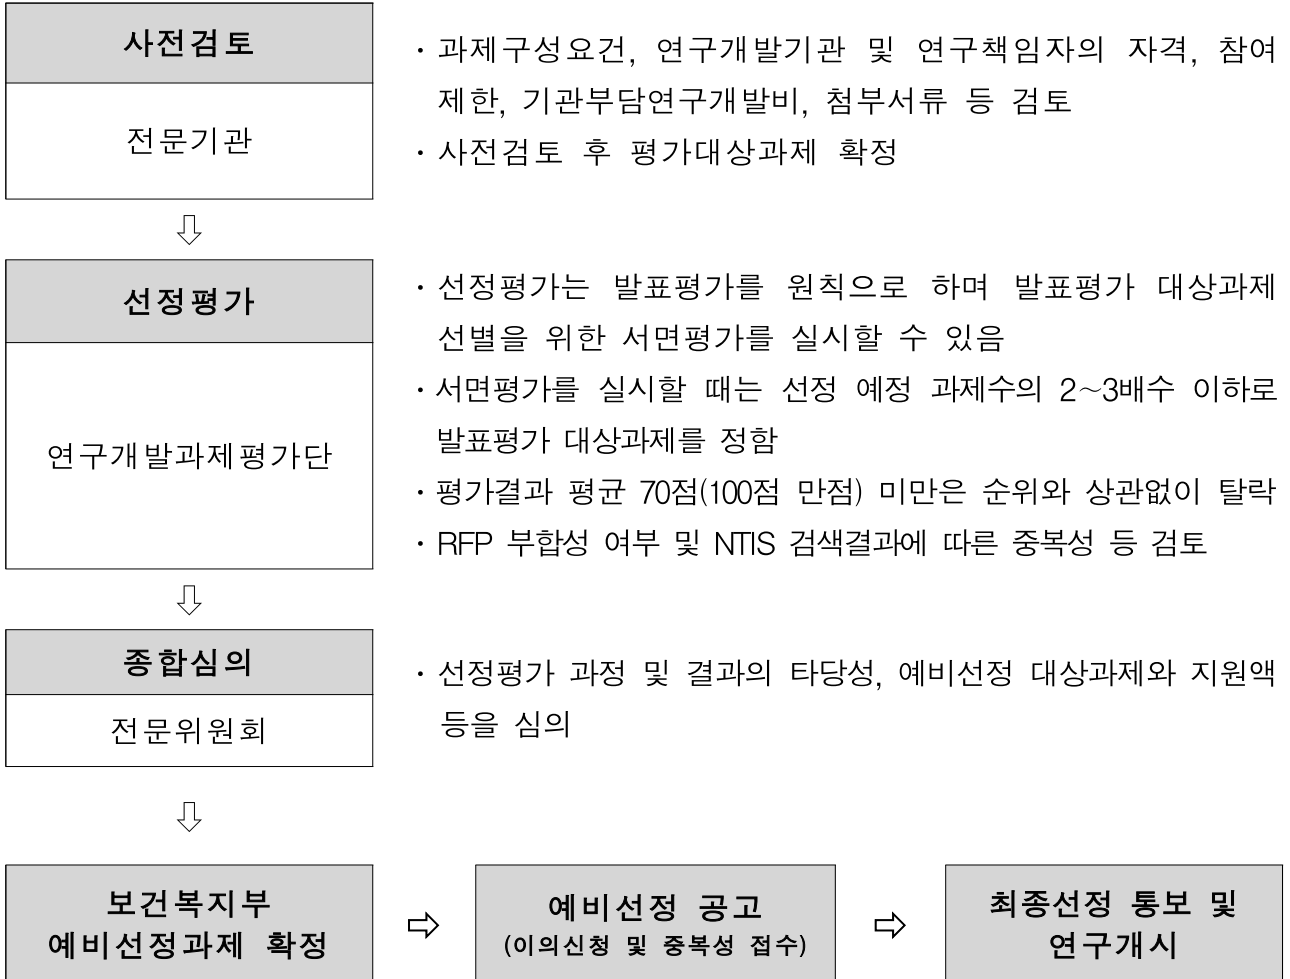 사전검토
전문기관
· 과제구성요건, 연구개발기관 및 연구책임자의 자격, 참여
제한, 기관부담연구개발비, 첨부서류 등 검토
· 사전검토 후 평가대상과제 확정
⇩
선정평가
연구개발과제평가단
· 선정평가는 발표평가를 원칙으로 하며 발표평가 대상과제
선별을 위한 서면평가를 실시할 수 있음
· 서면평가를 실시할 때는 선정 예정 과제수의 2~3배수 이하로
발표평가 대상과제를 정함
· 평가결과 평균 70점(100점 만점) 미만은 순위와 상관없이 탈락
· RFP 부합성 여부 및 NTIS 검색결과에 따른 중복성 등 검토
⇩
종합심의
전문위원회
· 선정평가 과정 및 결과의 타당성, 예비선정 대상과제와 지원액
등을 심의
⇩
보건복지부
예비선정과제 확정
⇨
예비선정 공고
(이의신청 및 중복성 접수)
⇨
최종선정 통보 및
연구개시